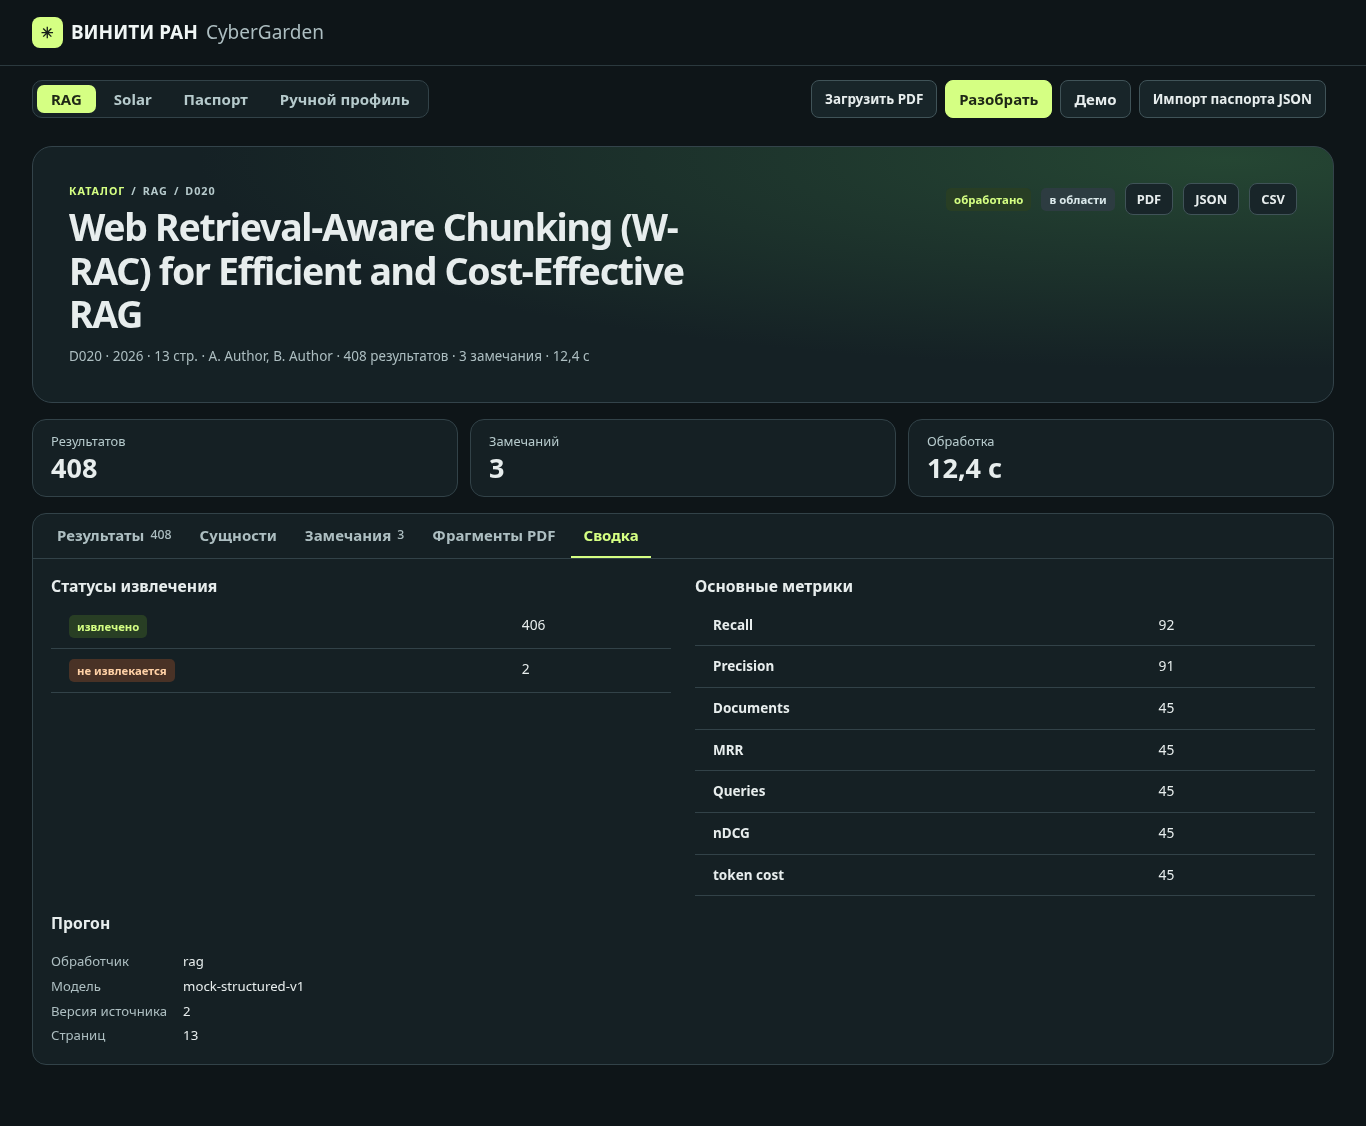 ✳ ВИНИТИ РАН CyberGarden
RAG Solar Паспорт Ручной профиль
Загрузить PDF Разобрать Демо Импорт паспорта JSON
КАТАЛОГ / RAG / D020
обработано в области PDF JSON CSV
Web Retrieval-Aware Chunking (W-
RAC) for Efficient and Cost-Effective
RAG
D020 · 2026 · 13 стр. · A. Author, B. Author · 408 результатов · 3 замечания · 12,4 с
Результатов
408
Замечаний
3
Обработка
12,4 с
Результаты 408 Сущности Замечания 3 Фрагменты PDF Сводка
Статусы извлечения
извлечено 406
не извлекается 2
Основные метрики
Recall 92
Precision 91
Documents 45
MRR 45
Queries 45
nDCG 45
token cost 45
Прогон
Обработчик rag
Модель mock-structured-v1
Версия источника 2
Страниц 13